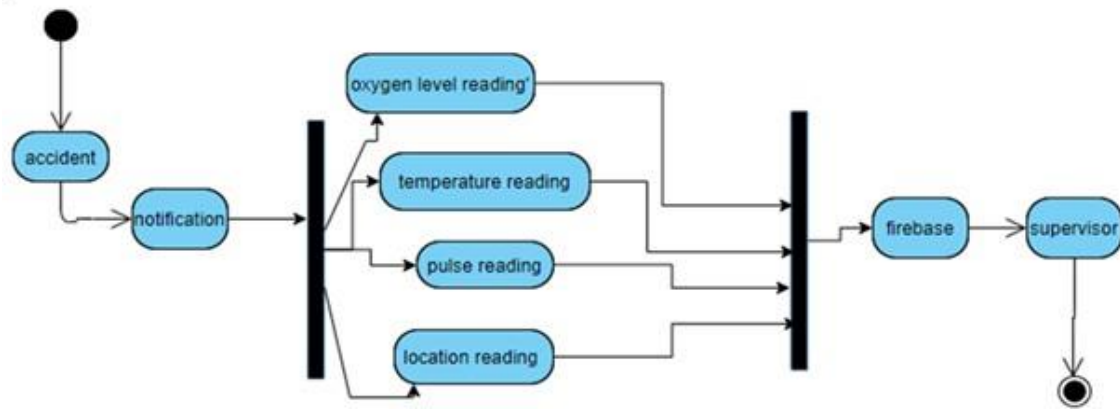 oxygen level reading'
accident
temperature reading
notification
firebase
supervisor
pulse reading
location reading